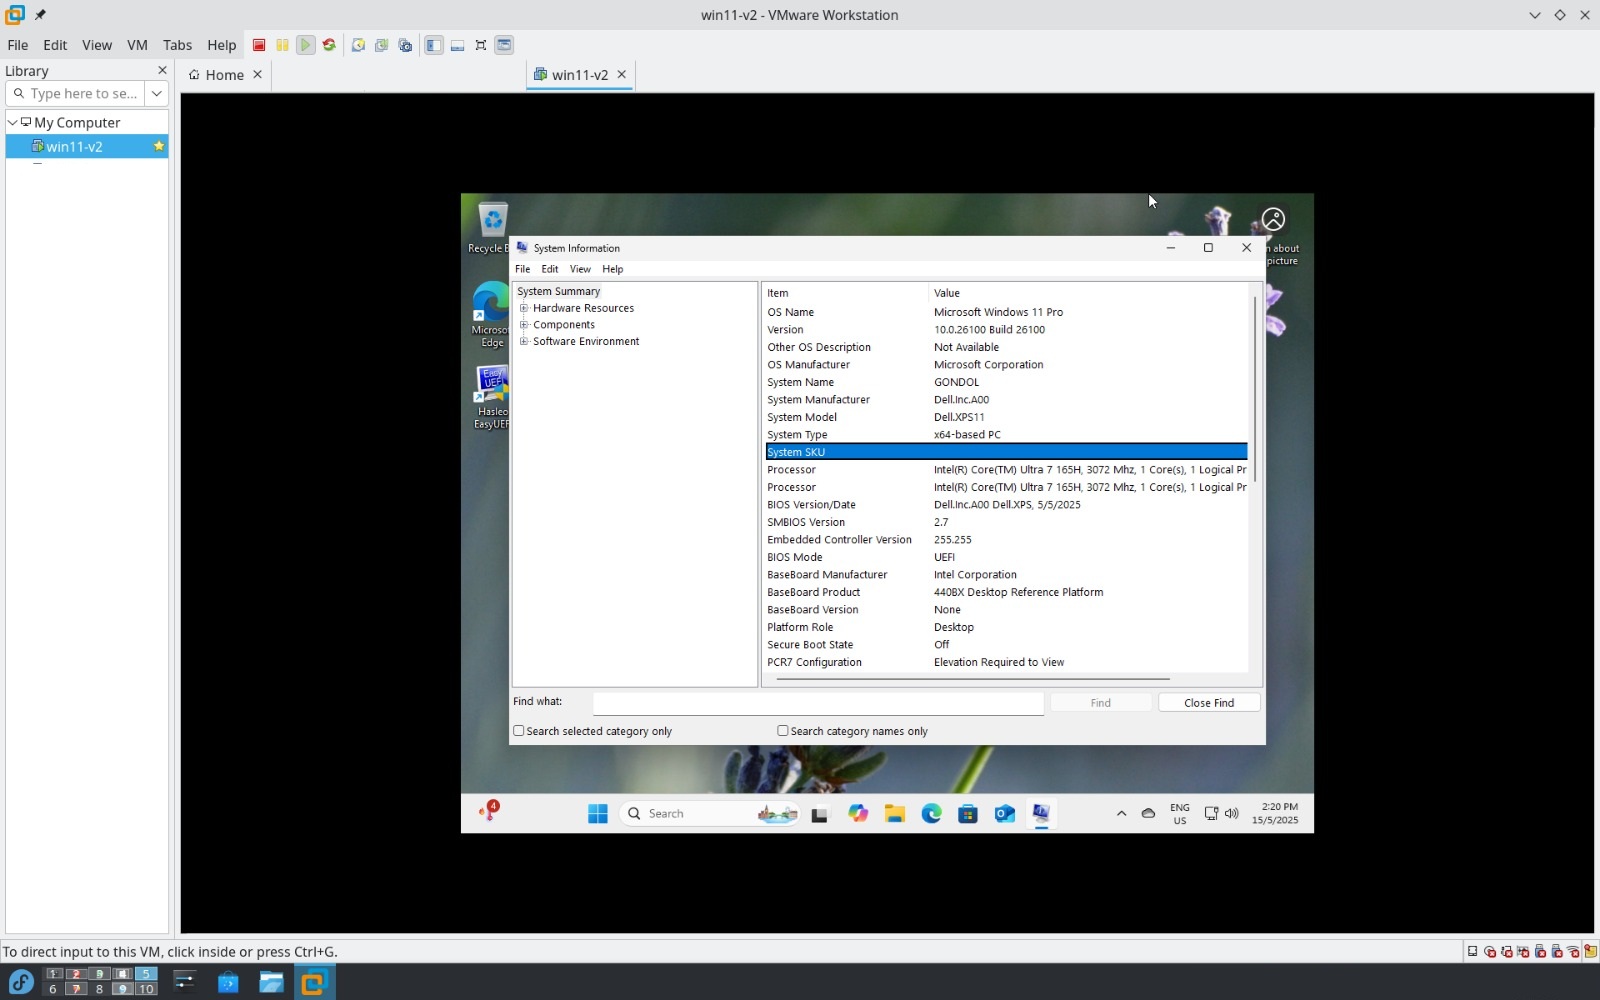 win11-v2 - VMware Workstation
File Edit View VM Tabs Help
Library
Home
win11-v2
Type here to se...
My Computer
win11-v2
Recycle
about
picture
Edge
Hasleo
System Information
File Edit View Help
System Summary
Hardware Resources
Components
Software Environment
Item Value
OS Name Microsoft Windows 11 Pro
Version 10.0.26100 Build 26100
Other OS Description Not Available
OS Manufacturer Microsoft Corporation
System Name GONDOL
System Manufacturer Dell.Inc.A00
System Model Dell.XPS11
System Type x64-based PC
System SKU
Processor Intel(R) Core(TM) Ultra 7 165H, 3072 Mhz, 1 Core(s), 1 Logical Pr
Processor Intel(R) Core(TM) Ultra 7 165H, 3072 Mhz, 1 Core(s), 1 Logical Pr
BIOS Version/Date Dell.Inc.A00 Dell.XPS, 5/5/2025
SMBIOS Version 2.7
Embedded Controller Version 255.255
BIOS Mode UEFI
BaseBoard Manufacturer Intel Corporation
BaseBoard Product 440BX Desktop Reference Platform
BaseBoard Version None
Platform Role Desktop
Secure Boot State Off
PCR7 Configuration Elevation Required to View
Find what: Find Close Find
Search selected category only Search category names only
4
Search
ENG
US
2:20 PM
15/5/2025
To direct input to this VM, click inside or press Ctrl+G.
1 2 3 4 5
6 7 8 9 10